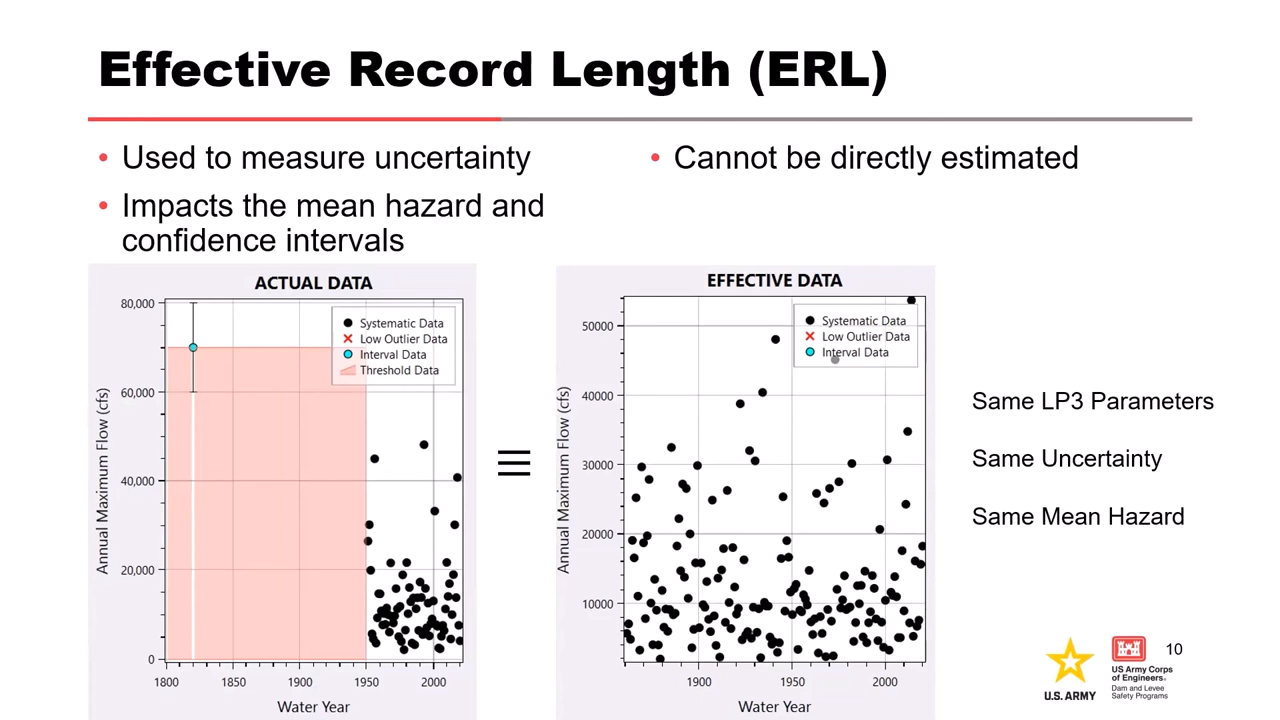 Effective Record Length (ERL)
• Used to measure uncertainty
• Impacts the mean hazard and
confidence intervals
• Cannot be directly estimated
ACTUAL DATA
80,000
60,000
40,000
20,000
0
Annual Maximum Flow (cfs)
Systematic Data
Low Outlier Data
Interval Data
Threshold Data
1800 1850 1900 1950 2000
Water Year
≡
EFFECTIVE DATA
50000
40000
30000
20000
10000
Annual Maximum Flow (cfs)
Systematic Data
Low Outlier Data
Interval Data
1900 1950 2000
Water Year
Same LP3 Parameters
Same Uncertainty
Same Mean Hazard
U.S. ARMY
US Army Corps
of Engineers®
Dam and Levee
Safety Programs
10